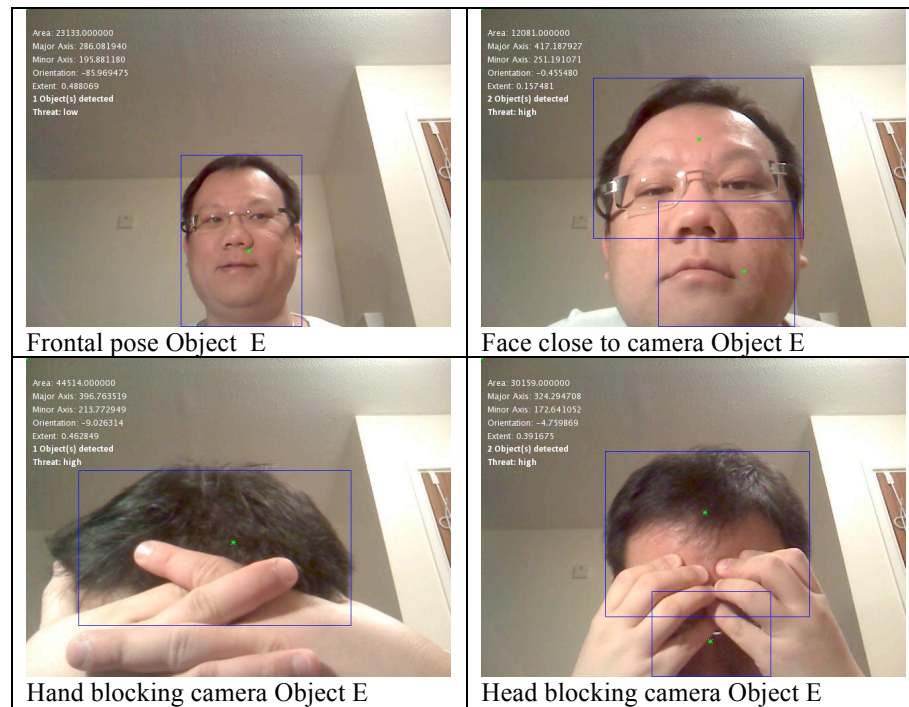 Area: 23133.000000
Major Axis: 286.081940
Minor Axis: 195.881180
Orientation: −85.969475
Extent: 0.488069
1 Object(s) detected
Threat: low
Frontal pose Object  E
Area: 12081.000000
Major Axis: 417.187927
Minor Axis: 251.191071
Orientation: −0.455480
Extent: 0.157481
2 Object(s) detected
Threat: high
Face close to camera Object E
Area: 44514.000000
Major Axis: 396.763519
Minor Axis: 213.772949
Orientation: −9.026314
Extent: 0.462849
1 Object(s) detected
Threat: high
Hand blocking camera Object E
Area: 30159.000000
Major Axis: 324.294708
Minor Axis: 172.641052
Orientation: −4.759869
Extent: 0.391675
2 Object(s) detected
Threat: high
Head blocking camera Object E